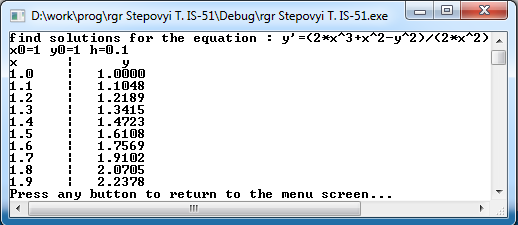 D:\work\prog\rgr Stepovyi T. IS-51\Debug\rgr Stepovyi T. IS-51.exe
find solutions for the equation : y'=(2*x^3+x^2-y^2)/(2*x^2)
x0=1 y0=1 h=0.1
x ¦ y
1.0 ¦ 1.0000
1.1 ¦ 1.1048
1.2 ¦ 1.2189
1.3 ¦ 1.3415
1.4 ¦ 1.4723
1.5 ¦ 1.6108
1.6 ¦ 1.7569
1.7 ¦ 1.9102
1.8 ¦ 2.0705
1.9 ¦ 2.2378
Press any button to return to the menu screen...